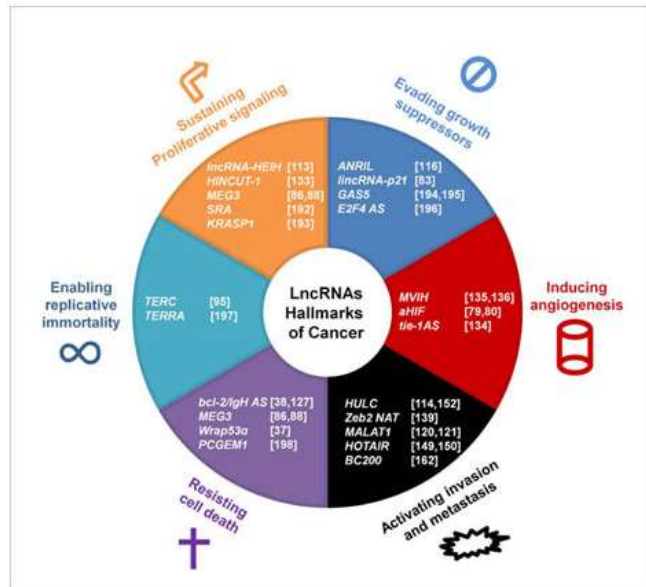 Sustaining
Proliferative signaling
lncRNA-HEIH [113]
HINCUT-1 [133]
MEG3 [86,88]
SRA [192]
KRASP1 [193]
Evading growth
suppressors
ANRIL [116]
lincRNA-p21 [83]
GAS5 [194,195]
E2F4 AS [196]
Enabling
replicative
immortality
TERC [95]
TERRA [197]
LncRNAs
Hallmarks
of Cancer
MVIH [135,136]
aHIF [79,80]
tie-1AS [134]
Inducing
angiogenesis
bcl-2/IgH AS [38,127]
MEG3 [86,88]
Wrap53α [37]
PCGEM1 [198]
Resisting
cell death
HULC [114,152]
Zeb2 NAT [139]
MALAT1 [120,121]
HOTAIR [149,150]
BC200 [162]
Activating invasion
and metastasis